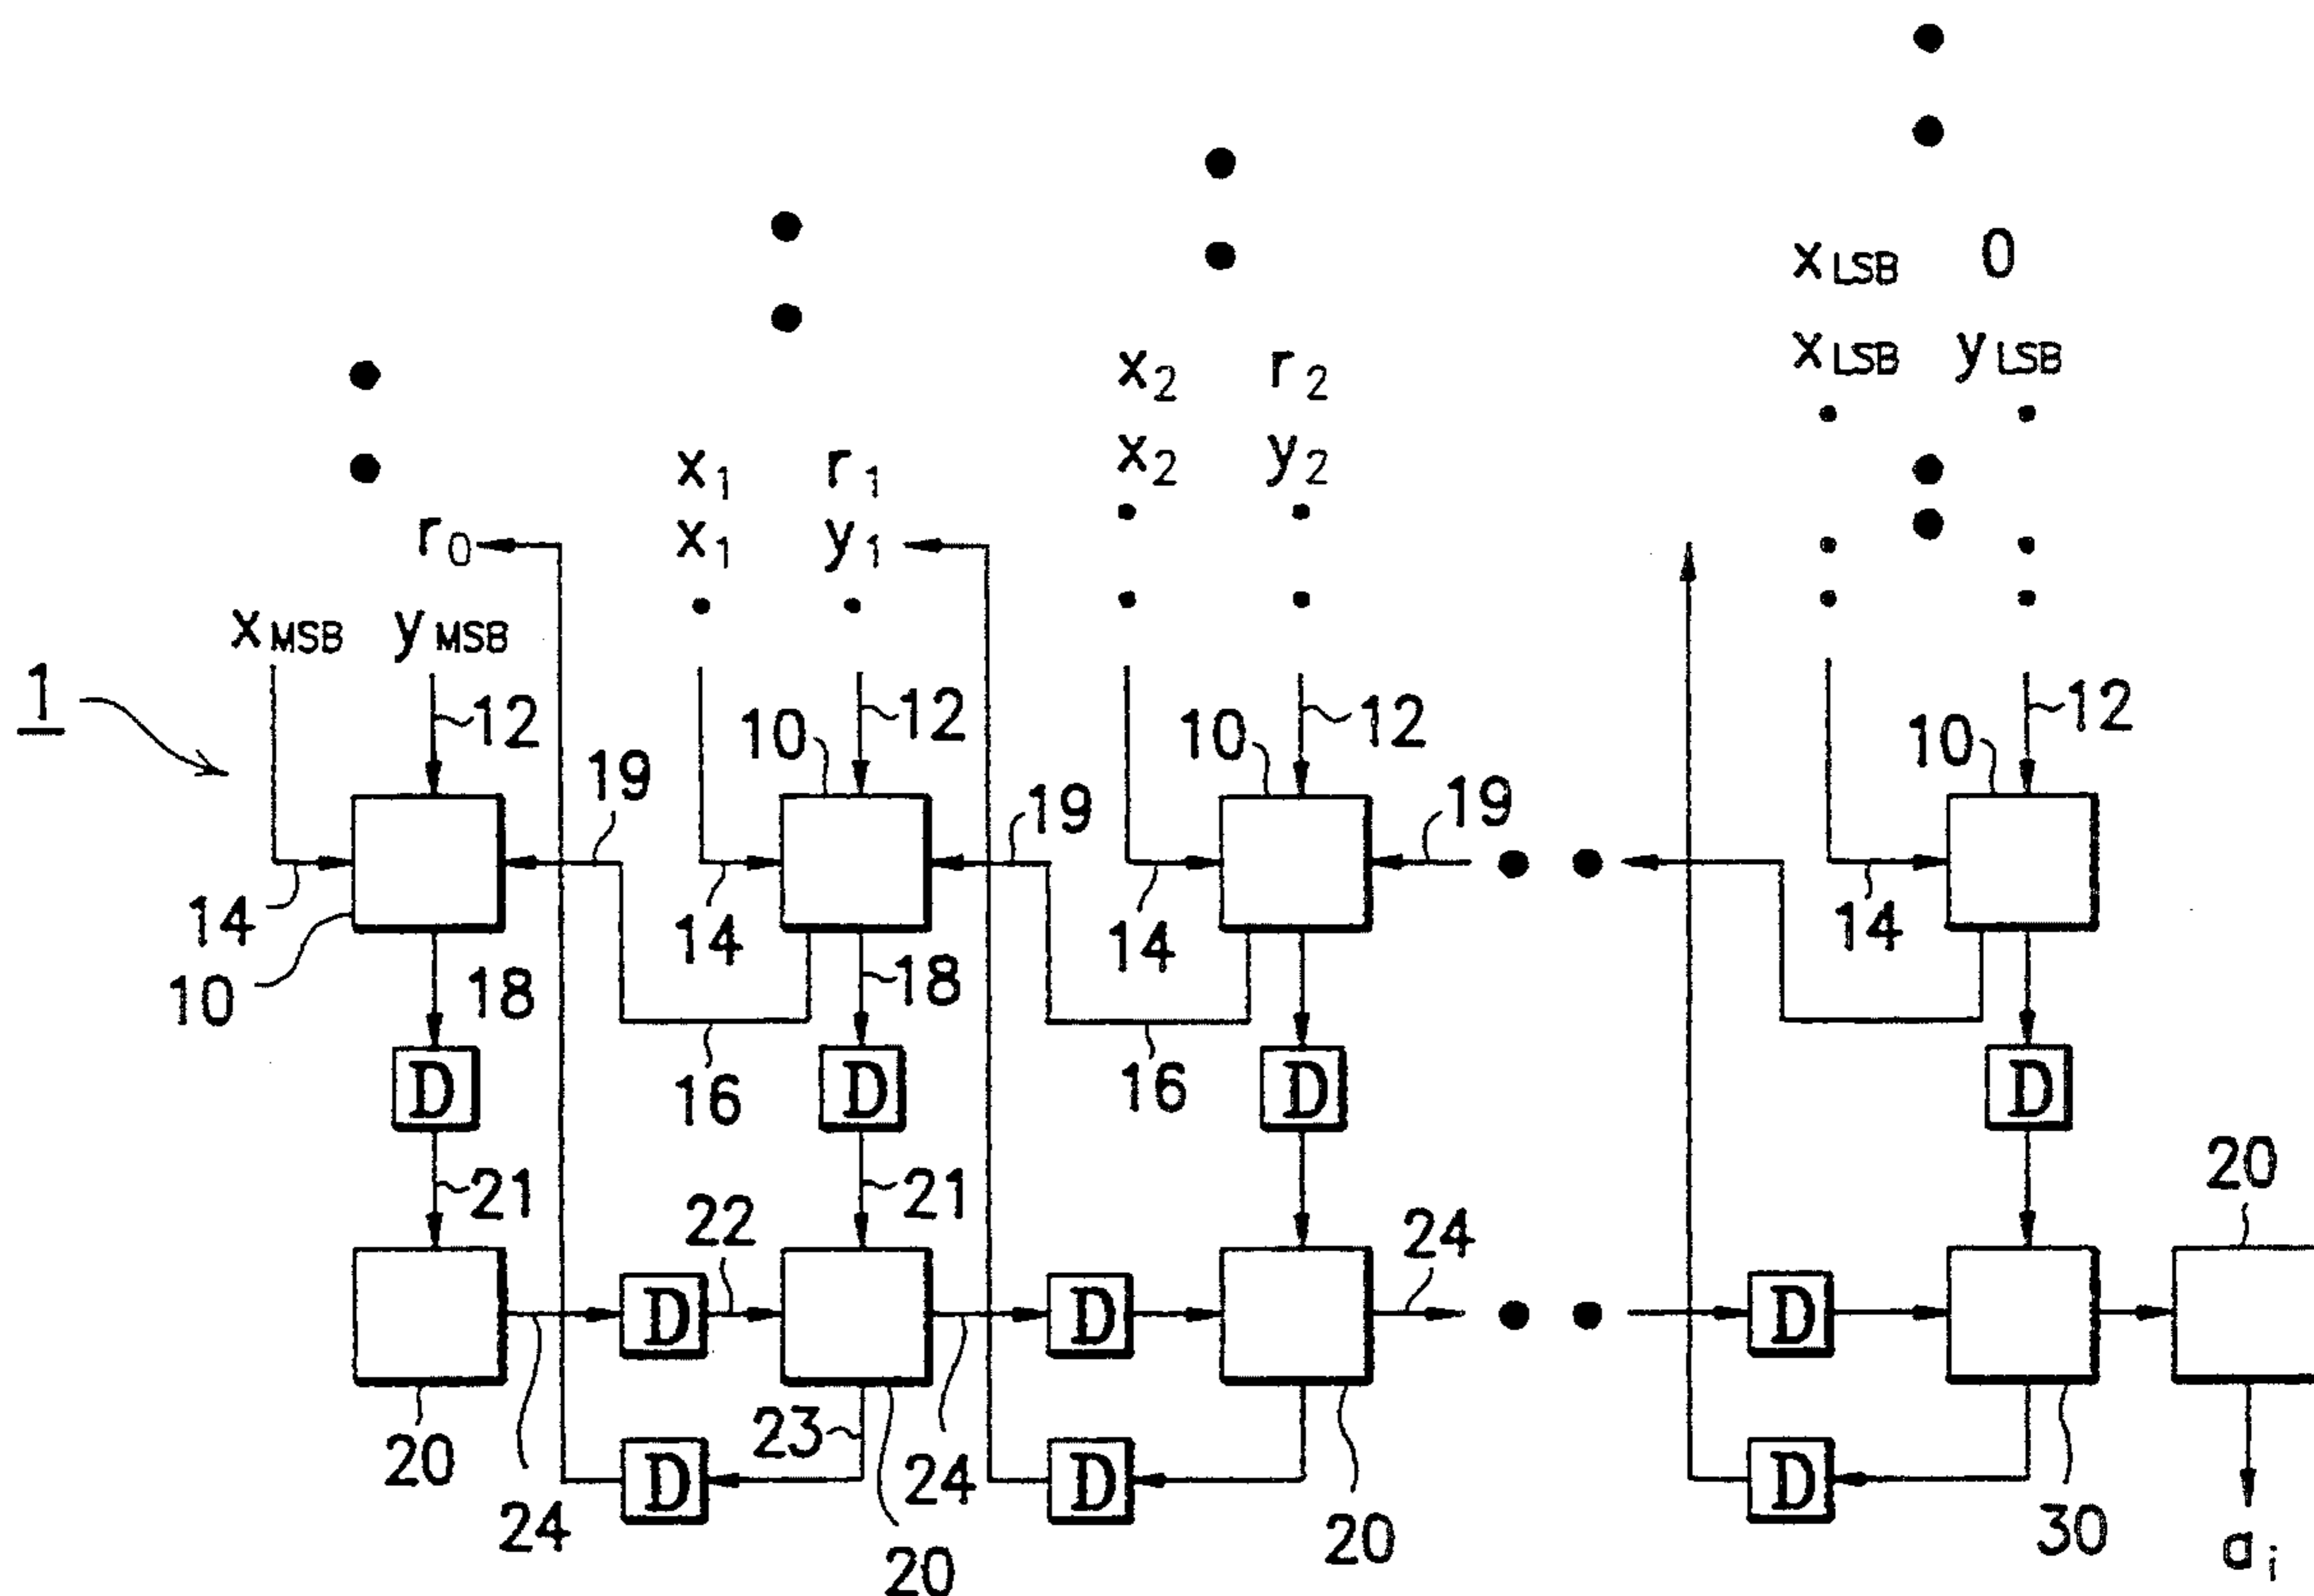 x LSB 0
x LSB y LSB
x2 r2
x2 y2
x1 r1
x1 y1
r0
x MSB y MSB
1
12 12 12 12
10 10 10
19 19 19
14 14 14 14
10 18 18
16 16
D D D D
21 21 20
22 24
D D D
23
20 24 24 20 30
D D D
20
ai